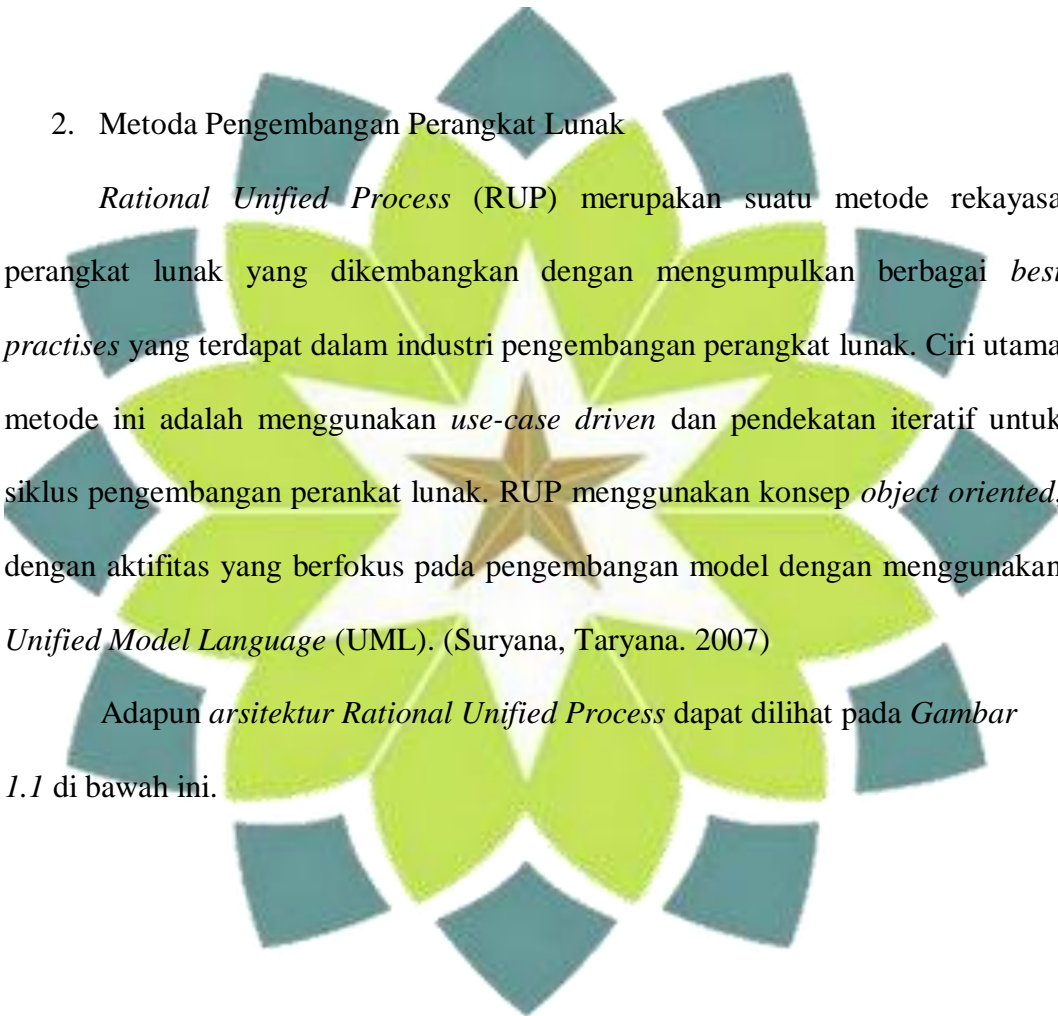 2. Metoda Pengembangan Perangkat Lunak
Rational Unified Process (RUP) merupakan suatu metode rekayasa
perangkat lunak yang dikembangkan dengan mengumpulkan berbagai best
practises yang terdapat dalam industri pengembangan perangkat lunak. Ciri utama
metode ini adalah menggunakan use-case driven dan pendekatan iteratif untuk
siklus pengembangan perankat lunak. RUP menggunakan konsep object oriented,
dengan aktifitas yang berfokus pada pengembangan model dengan menggunakan
Unified Model Language (UML). (Suryana, Taryana. 2007)
Adapun arsitektur Rational Unified Process dapat dilihat pada Gambar
1.1 di bawah ini.